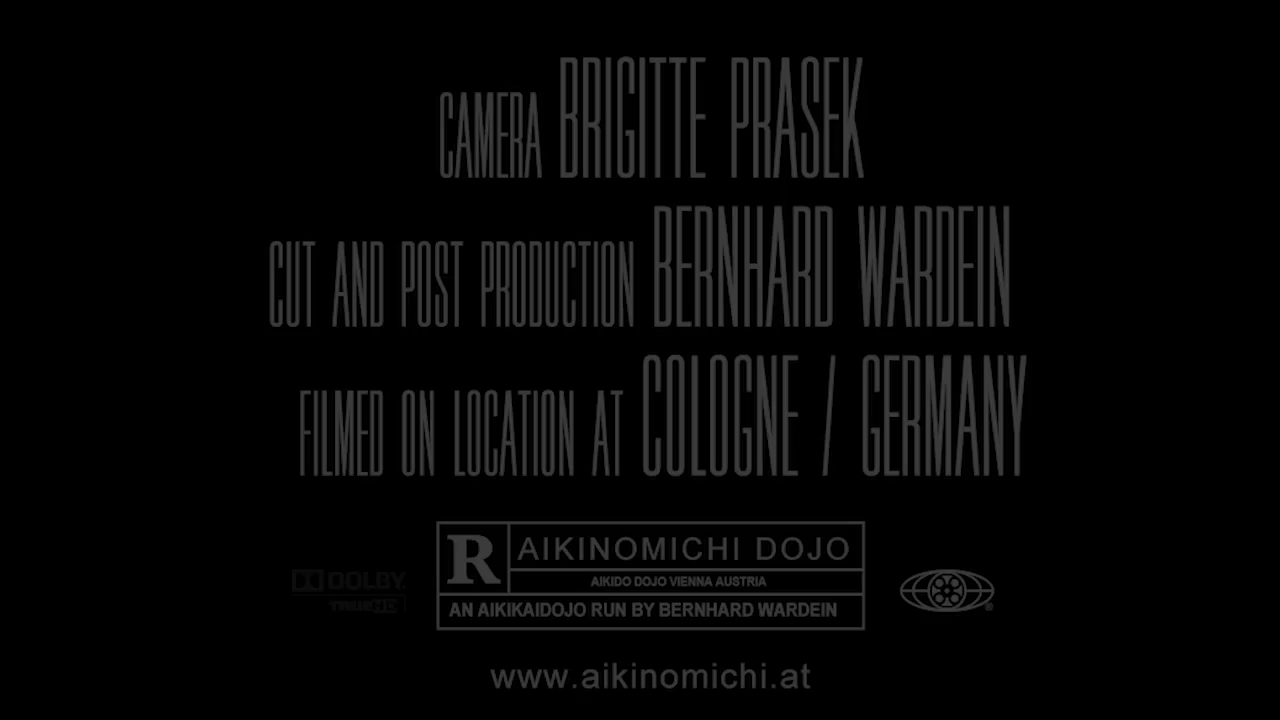 CAMERA BRIGITTE PRASEK
CUT AND POST PRODUCTION BERNHARD WARDEIN
FILMED ON LOCATION AT COLOGNE / GERMANY
R AIKINOMICHI DOJO
AIKIDO DOJO VIENNA AUSTRIA
AN AIKIKAIDOJO RUN BY BERNHARD WARDEIN
DOLBY
TRUEHD
®
www.aikinomichi.at